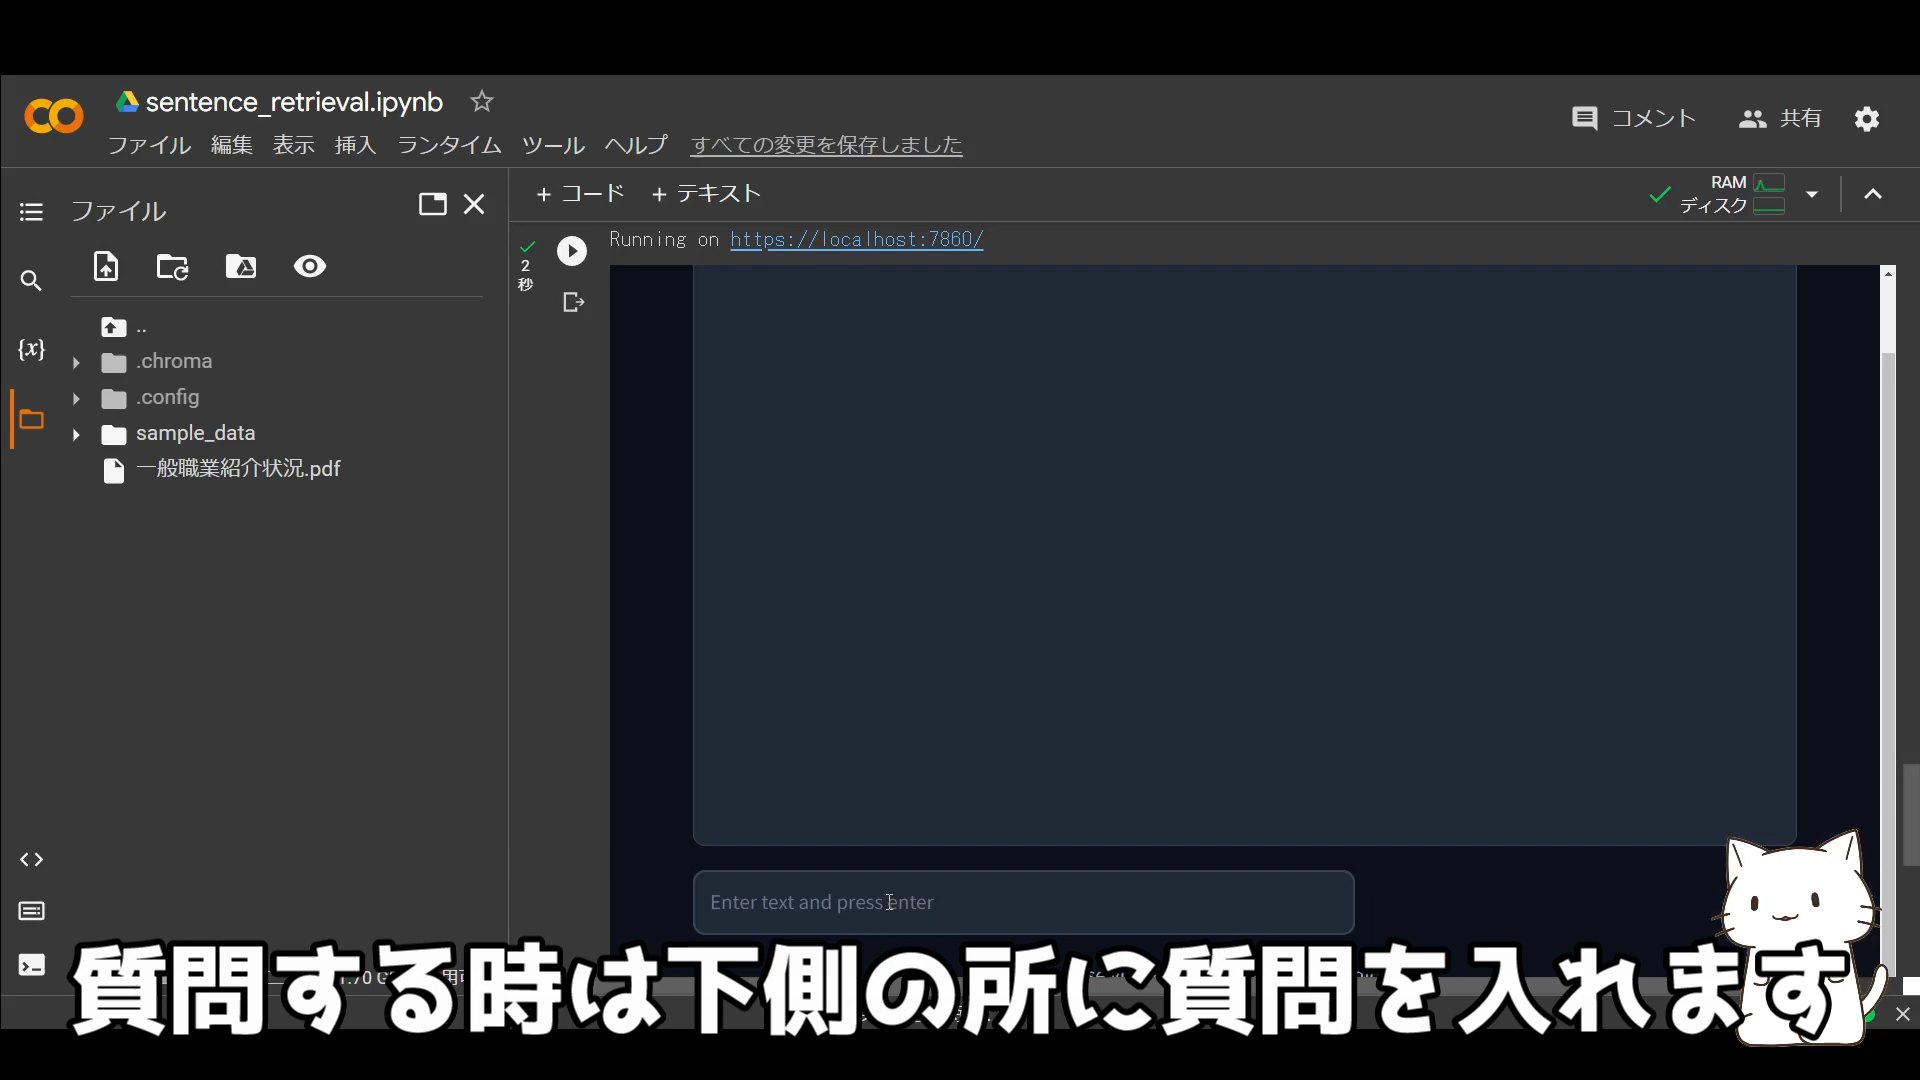 sentence_retrieval.ipynb
ファイル 編集 表示 挿入 ランタイム ツール ヘルプ すべての変更を保存しました
コメント 共有
ファイル
+ コード + テキスト
RAM
ディスク
Running on https://localhost:7860/
2
秒
{x}
..
.chroma
.config
sample_data
一般職業紹介状況.pdf
Enter text and press enter
質問する時は下側の所に質問を入れます